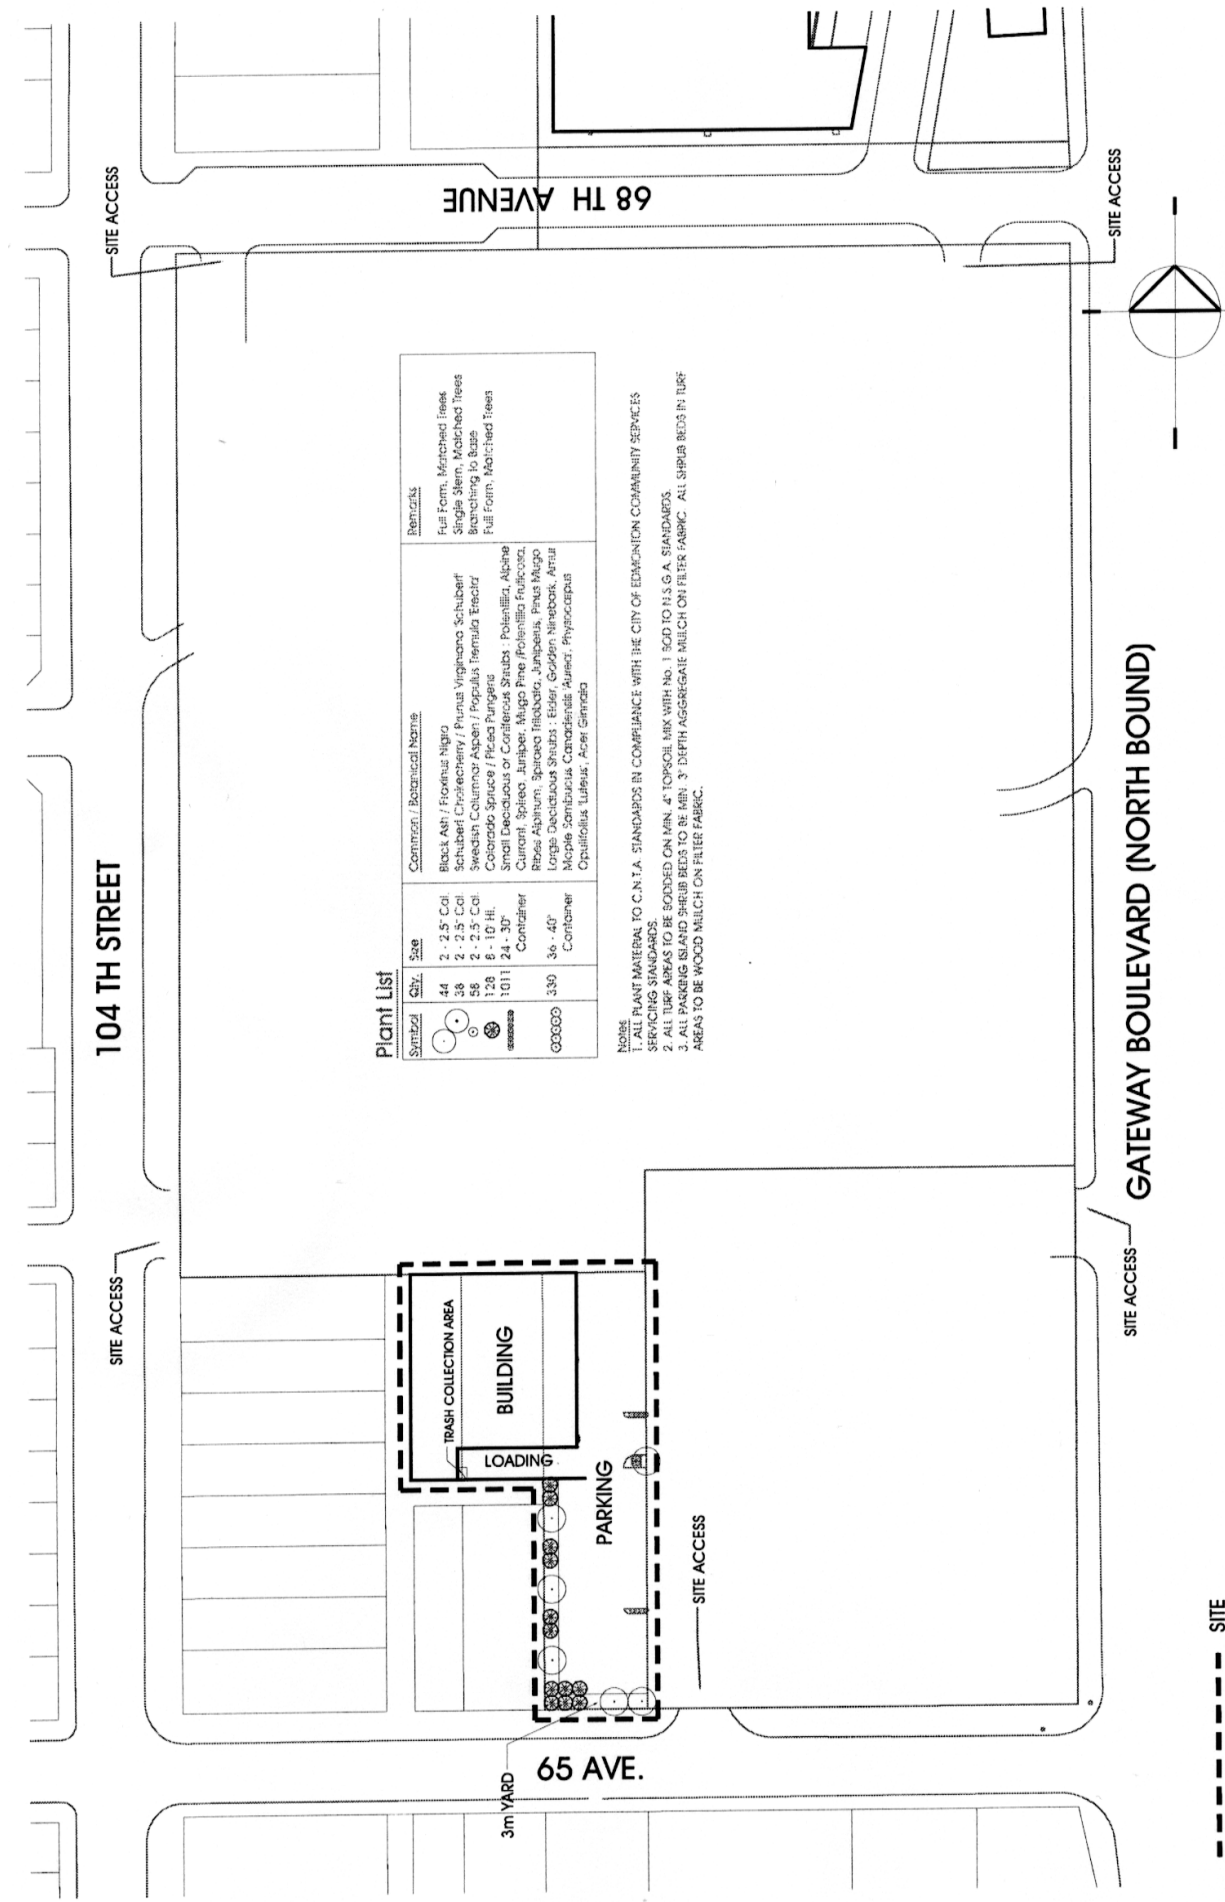 104 TH STREET
68 TH AVENUE
GATEWAY BOULEVARD (NORTH BOUND)
65 AVE.
SITE ACCESS
SITE ACCESS
SITE ACCESS
SITE ACCESS
SITE ACCESS
TRASH COLLECTION AREA
BUILDING
LOADING
PARKING
3m YARD
SITE
Plant List
Symbol Qty. Size Common / Botanical Name Remarks
44 2 - 2.5" Cal. Black Ash / Fraxinus Nigra Full Form, Matched Trees
38 2 - 2.5" Cal. Schubert Chokecherry / Prunus Virginiana 'Schubert' Single Stem, Matched Trees
58 2 - 2.5" Cal. Swedish Columnar Aspen / Populus Tremula 'Erecta' Branching to Base
128 8 - 10' Ht. Colorado Spruce / Picea Pungens Full Form, Matched Trees
1011 24 - 30" Small Deciduous or Coniferous Shrubs : Potentilla, Alpine
Container Currant, Spirea, Juniper, Mugo Pine /Potentilla Fruticosa,
Ribes Alpinum, Spiraea Trilobata, Juniperus, Pinus Mugo
330 36 - 40" Large Deciduous Shrubs : Elder, Golden Ninebark, Amur
Container Maple Sambucus Canadensis 'Aurea', Physocarpus
Opulifolius 'Luteus', Acer Ginnala
Notes
1. ALL PLANT MATERIAL TO C.N.T.A. STANDARDS IN COMPLIANCE WITH THE CITY OF EDMONTON COMMUNITY SERVICES
SERVICING STANDARDS.
2. ALL TURF AREAS TO BE SODDED ON MIN. 4" TOPSOIL MIX WITH No. 1 SOD TO N.S.G.A. STANDARDS.
3. ALL PARKING ISLAND SHRUB BEDS TO BE MIN. 3" DEPTH AGGREGATE MULCH ON FILTER FABRIC. ALL SHRUB BEDS IN TURF
AREAS TO BE WOOD MULCH ON FILTER FABRIC.